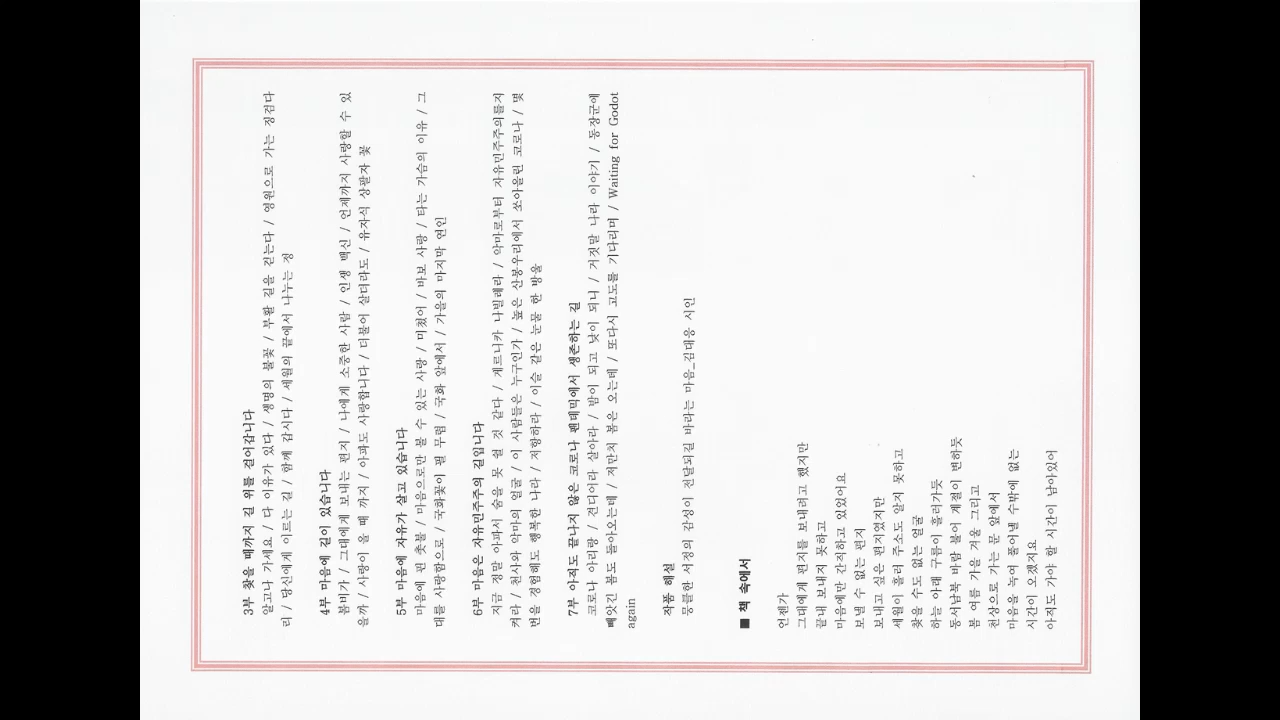 3부 찾을 때까지 길 위를 걸어갑니다
알고나 가세요 / 다 이유가 있다 / 생명의 불꽃 / 부활 길을 걷는다 / 영원으로 가는 징검다
리 / 당신에게 이르는 길 / 함께 갑시다 / 세월의 끝에서 나누는 정
4부 마음에 길이 있습니다
봄비가 / 그대에게 보내는 편지 / 나에게 소중한 사람 / 인생 백신 / 언제까지 사랑할 수 있
을까 / 사랑이 올 때 까지 / 아파도 사랑합니다 / 더불어 살더라도 / 유자식 상팔자 꽃
5부 마음에 자유가 살고 있습니다
마음에 핀 촛불 / 마음으로만 볼 수 있는 사랑 / 미쳤어 / 바보 사랑 / 타는 가슴의 이유 / 그
대를 사랑함으로 / 국화꽃이 필 무렵 / 국화 앞에서 / 가을의 마지막 연인
6부 마음은 자유민주주의 길입니다
지금 정말 아파서 숨을 못 쉴 것 같다 / 게르니카 나빌레라 / 악마로부터 자유민주주의를지
켜라 / 천사와 악마의 얼굴 / 이 사람들은 누구인가 / 높은 산봉우리에서 쏘아올린 코로나 / 몇
번을 경험해도 행복한 나라 / 저항하라 / 이슬 같은 눈물 한 방울
7부 아직도 끝나지 않은 코로나 팬데믹에서 생존하는 길
코로나 아리랑 / 견디어라 살아라 / 밤이 되고 낮이 되니 / 거짓말 나라 이야기 / 동장군에
빼앗긴 봄도 돌아오는데 / 저만치 봄은 오는데 / 또다시 고도를 기다리며 / Waiting for Godot
again
작품 해설
뭉클한 서정의 감성이 전달되길 바라는 마음_김대응 시인
■ 책 속에서
언젠가
그대에게 편지를 보내려고 했지만
끝내 보내지 못하고
마음에만 간직하고 있었어요
보낼 수 없는 편지
보내고 싶은 편지였지만
세월이 흘러 주소도 알지 못하고
찾을 수도 없는 얼굴
하늘 아래 구름이 흘러가듯
동서남북 바람 불어 계절이 변하듯
봄 여름 가을 겨울 그리고
천상으로 가는 문 앞에서
마음을 녹여 풀어낼 수밖에 없는
시간이 오겠지요
아직도 가야 할 시간이 남아있어